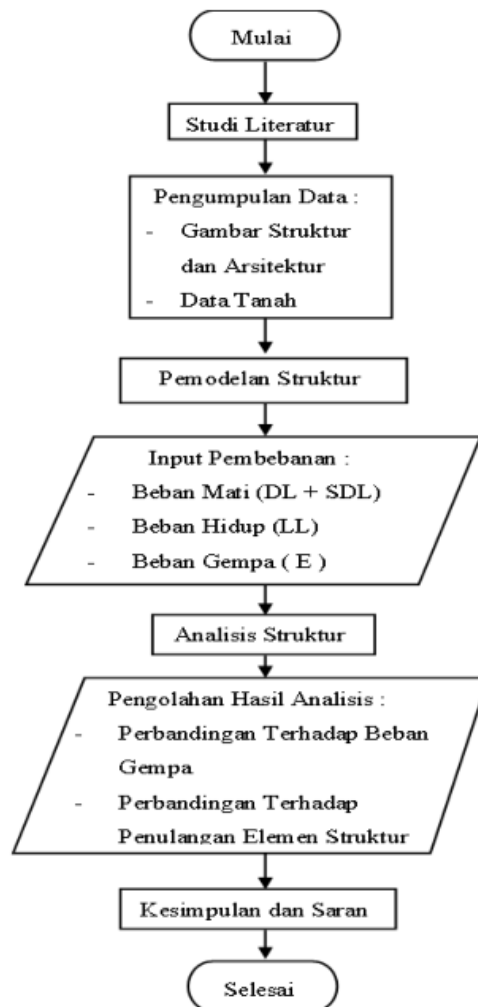 Mulai
Studi Literatur
Pengumpulan Data :
- Gambar Struktur
dan Arsitektur
- Data Tanah
Pemodelan Struktur
Input Pembebanan :
- Beban Mati (DL + SDL)
- Beban Hidup (LL)
- Beban Gempa ( E )
Analisis Struktur
Pengolahan Hasil Analisis :
- Perbandingan Terhadap Beban
Gempa
- Perbandingan Terhadap
Penulangan Elemen Struktur
Kesimpulan dan Saran
Selesai